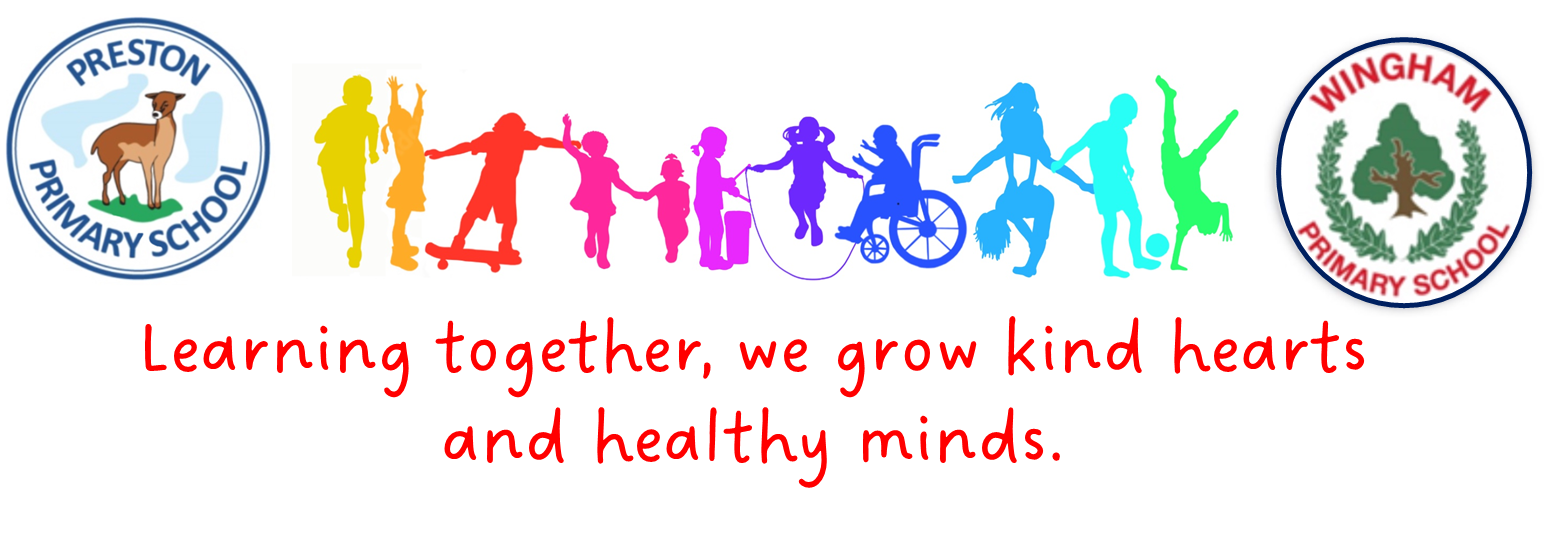 PRESTON
PRIMARY SCHOOL
WINGHAM
PRIMARY SCHOOL
Learning together, we grow kind hearts
and healthy minds.